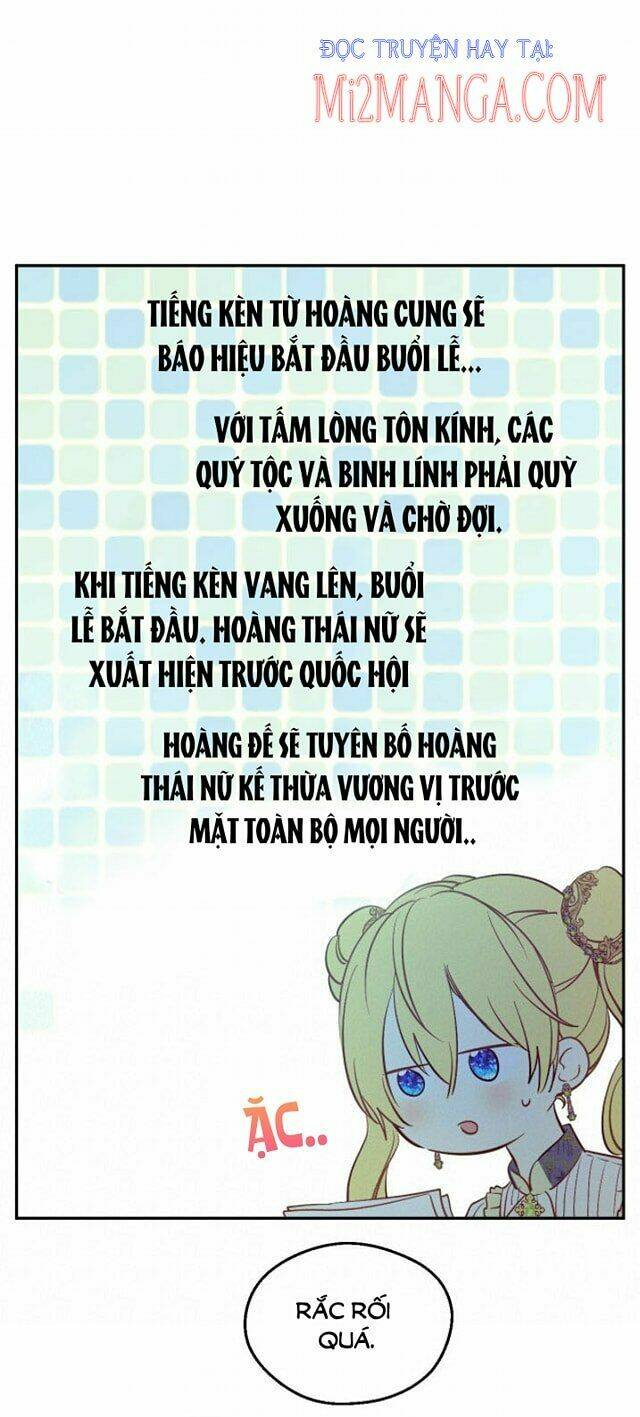 ĐỌC TRUYỆN HAY TẠI:
MI2MANGA.COM
TIẾNG KÈN TỪ HOÀNG CUNG SẼ
BÁO HIỆU BẮT ĐẦU BUỔI LỄ...
VỚI TẤM LÒNG TÔN KÍNH, CÁC
QUÝ TỘC VÀ BINH LÍNH PHẢI QUỲ
XUỐNG VÀ CHỜ ĐỢI.
KHI TIẾNG KÈN VANG LÊN, BUỔI
LỄ BẮT ĐẦU. HOÀNG THÁI NỮ SẼ
XUẤT HIỆN TRƯỚC QUỐC HỘI
HOÀNG ĐẾ SẼ TUYÊN BỐ HOÀNG
THÁI NỮ KẾ THỪA VƯƠNG VỊ TRƯỚC
MẶT TOÀN BỘ MỌI NGƯỜI..
ẶC..
RẮC RỐI
QUÁ.